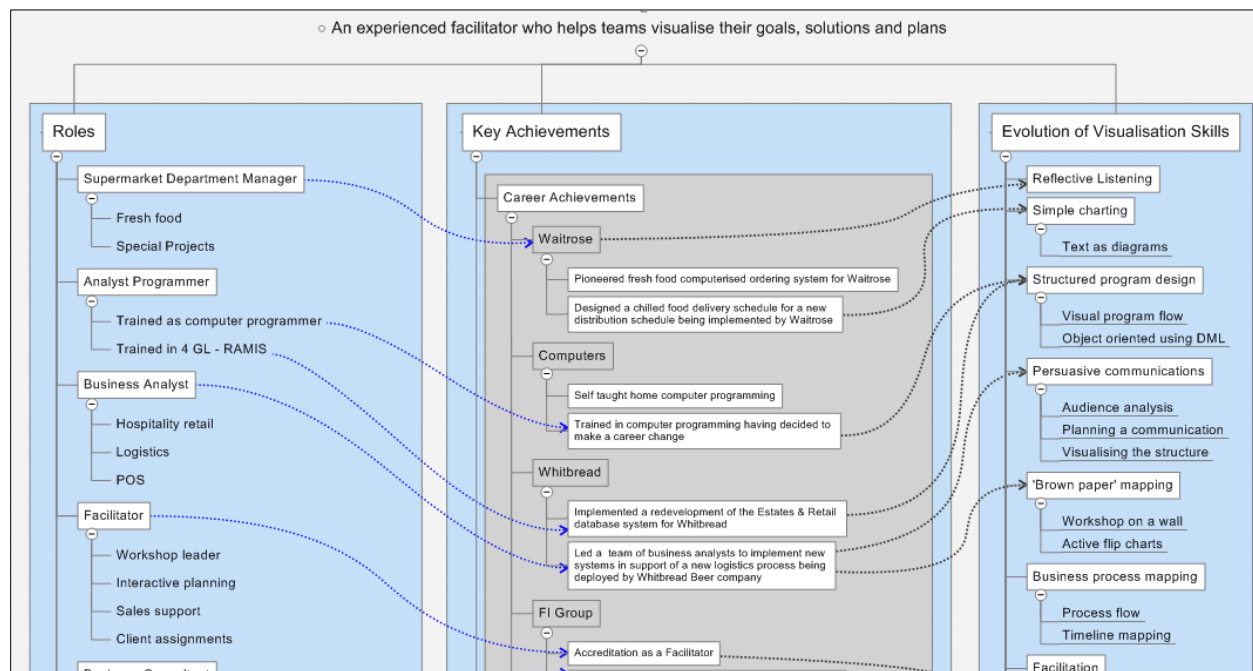 An experienced facilitator who helps teams visualise their goals, solutions and plans
Roles
Supermarket Department Manager
Fresh food
Special Projects
Analyst Programmer
Trained as computer programmer
Trained in 4 GL - RAMIS
Business Analyst
Hospitality retail
Logistics
POS
Facilitator
Workshop leader
Interactive planning
Sales support
Client assignments
Key Achievements
Career Achievements
Waitrose
Pioneered fresh food computerised ordering system for Waitrose
Designed a chilled food delivery schedule for a new
distribution schedule being implemented by Waitrose
Computers
Self taught home computer programming
Trained in computer programming having decided to
make a career change
Whitbread
Implemented a redevelopment of the Estates & Retail
database system for Whitbread
Led a team of business analysts to implement new
systems in support of a new logistics process being
deployed by Whitbread Beer company
FI Group
Accreditation as a Facilitator
Evolution of Visualisation Skills
Reflective Listening
Simple charting
Text as diagrams
Structured program design
Visual program flow
Object oriented using DML
Persuasive communications
Audience analysis
Planning a communication
Visualising the structure
'Brown paper' mapping
Workshop on a wall
Active flip charts
Business process mapping
Process flow
Timeline mapping
Facilitation